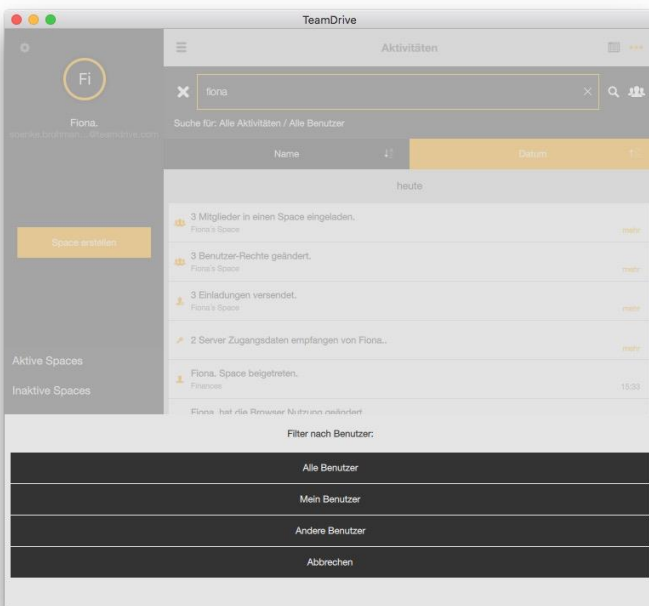 TeamDrive
Aktivitäten
Fi
Fiona.
fiona
Suche für: Alle Aktivitäten / Alle Benutzer
Name
Datum
heute
3 Mitglieder in einen Space eingeladen.
Fiona's Space
mehr
3 Benutzer-Rechte geändert.
Fiona's Space
mehr
Space erstellen
3 Einladungen versendet.
Fiona's Space
mehr
2 Server Zugangsdaten empfangen von Fiona..
mehr
Aktive Spaces
Fiona. Space beigetreten.
Finances
15:33
Inaktive Spaces
Fiona. hat die Browser Nutzung geändert
Filter nach Benutzer:
Alle Benutzer
Mein Benutzer
Andere Benutzer
Abbrechen